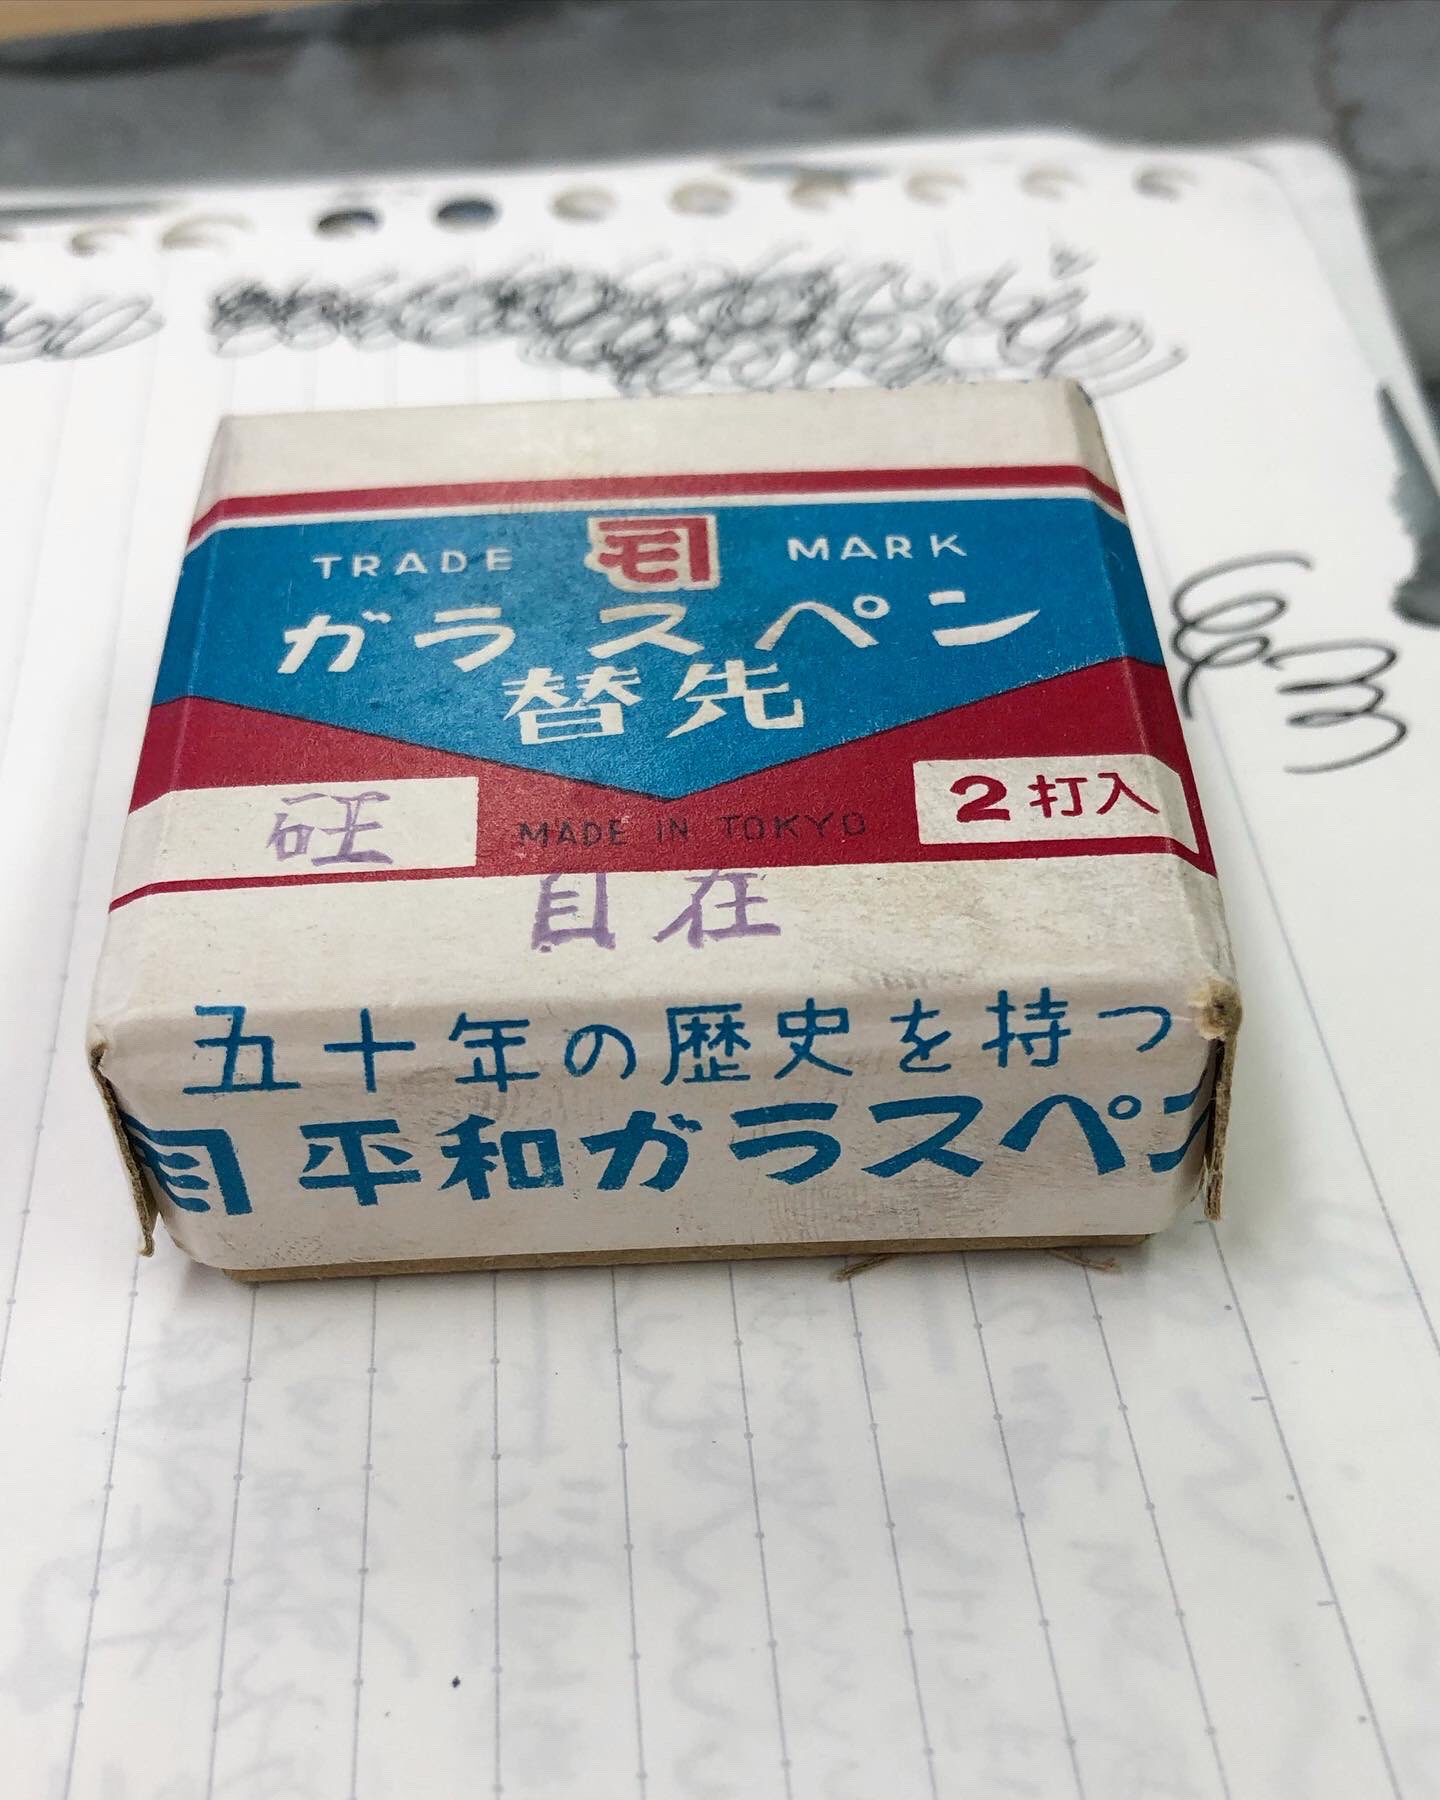 TRADE MARK
ガラスペン
替先
2打入
MADE IN TOKYO
自在
五十年の歴史を持つ
平和ガラスペン